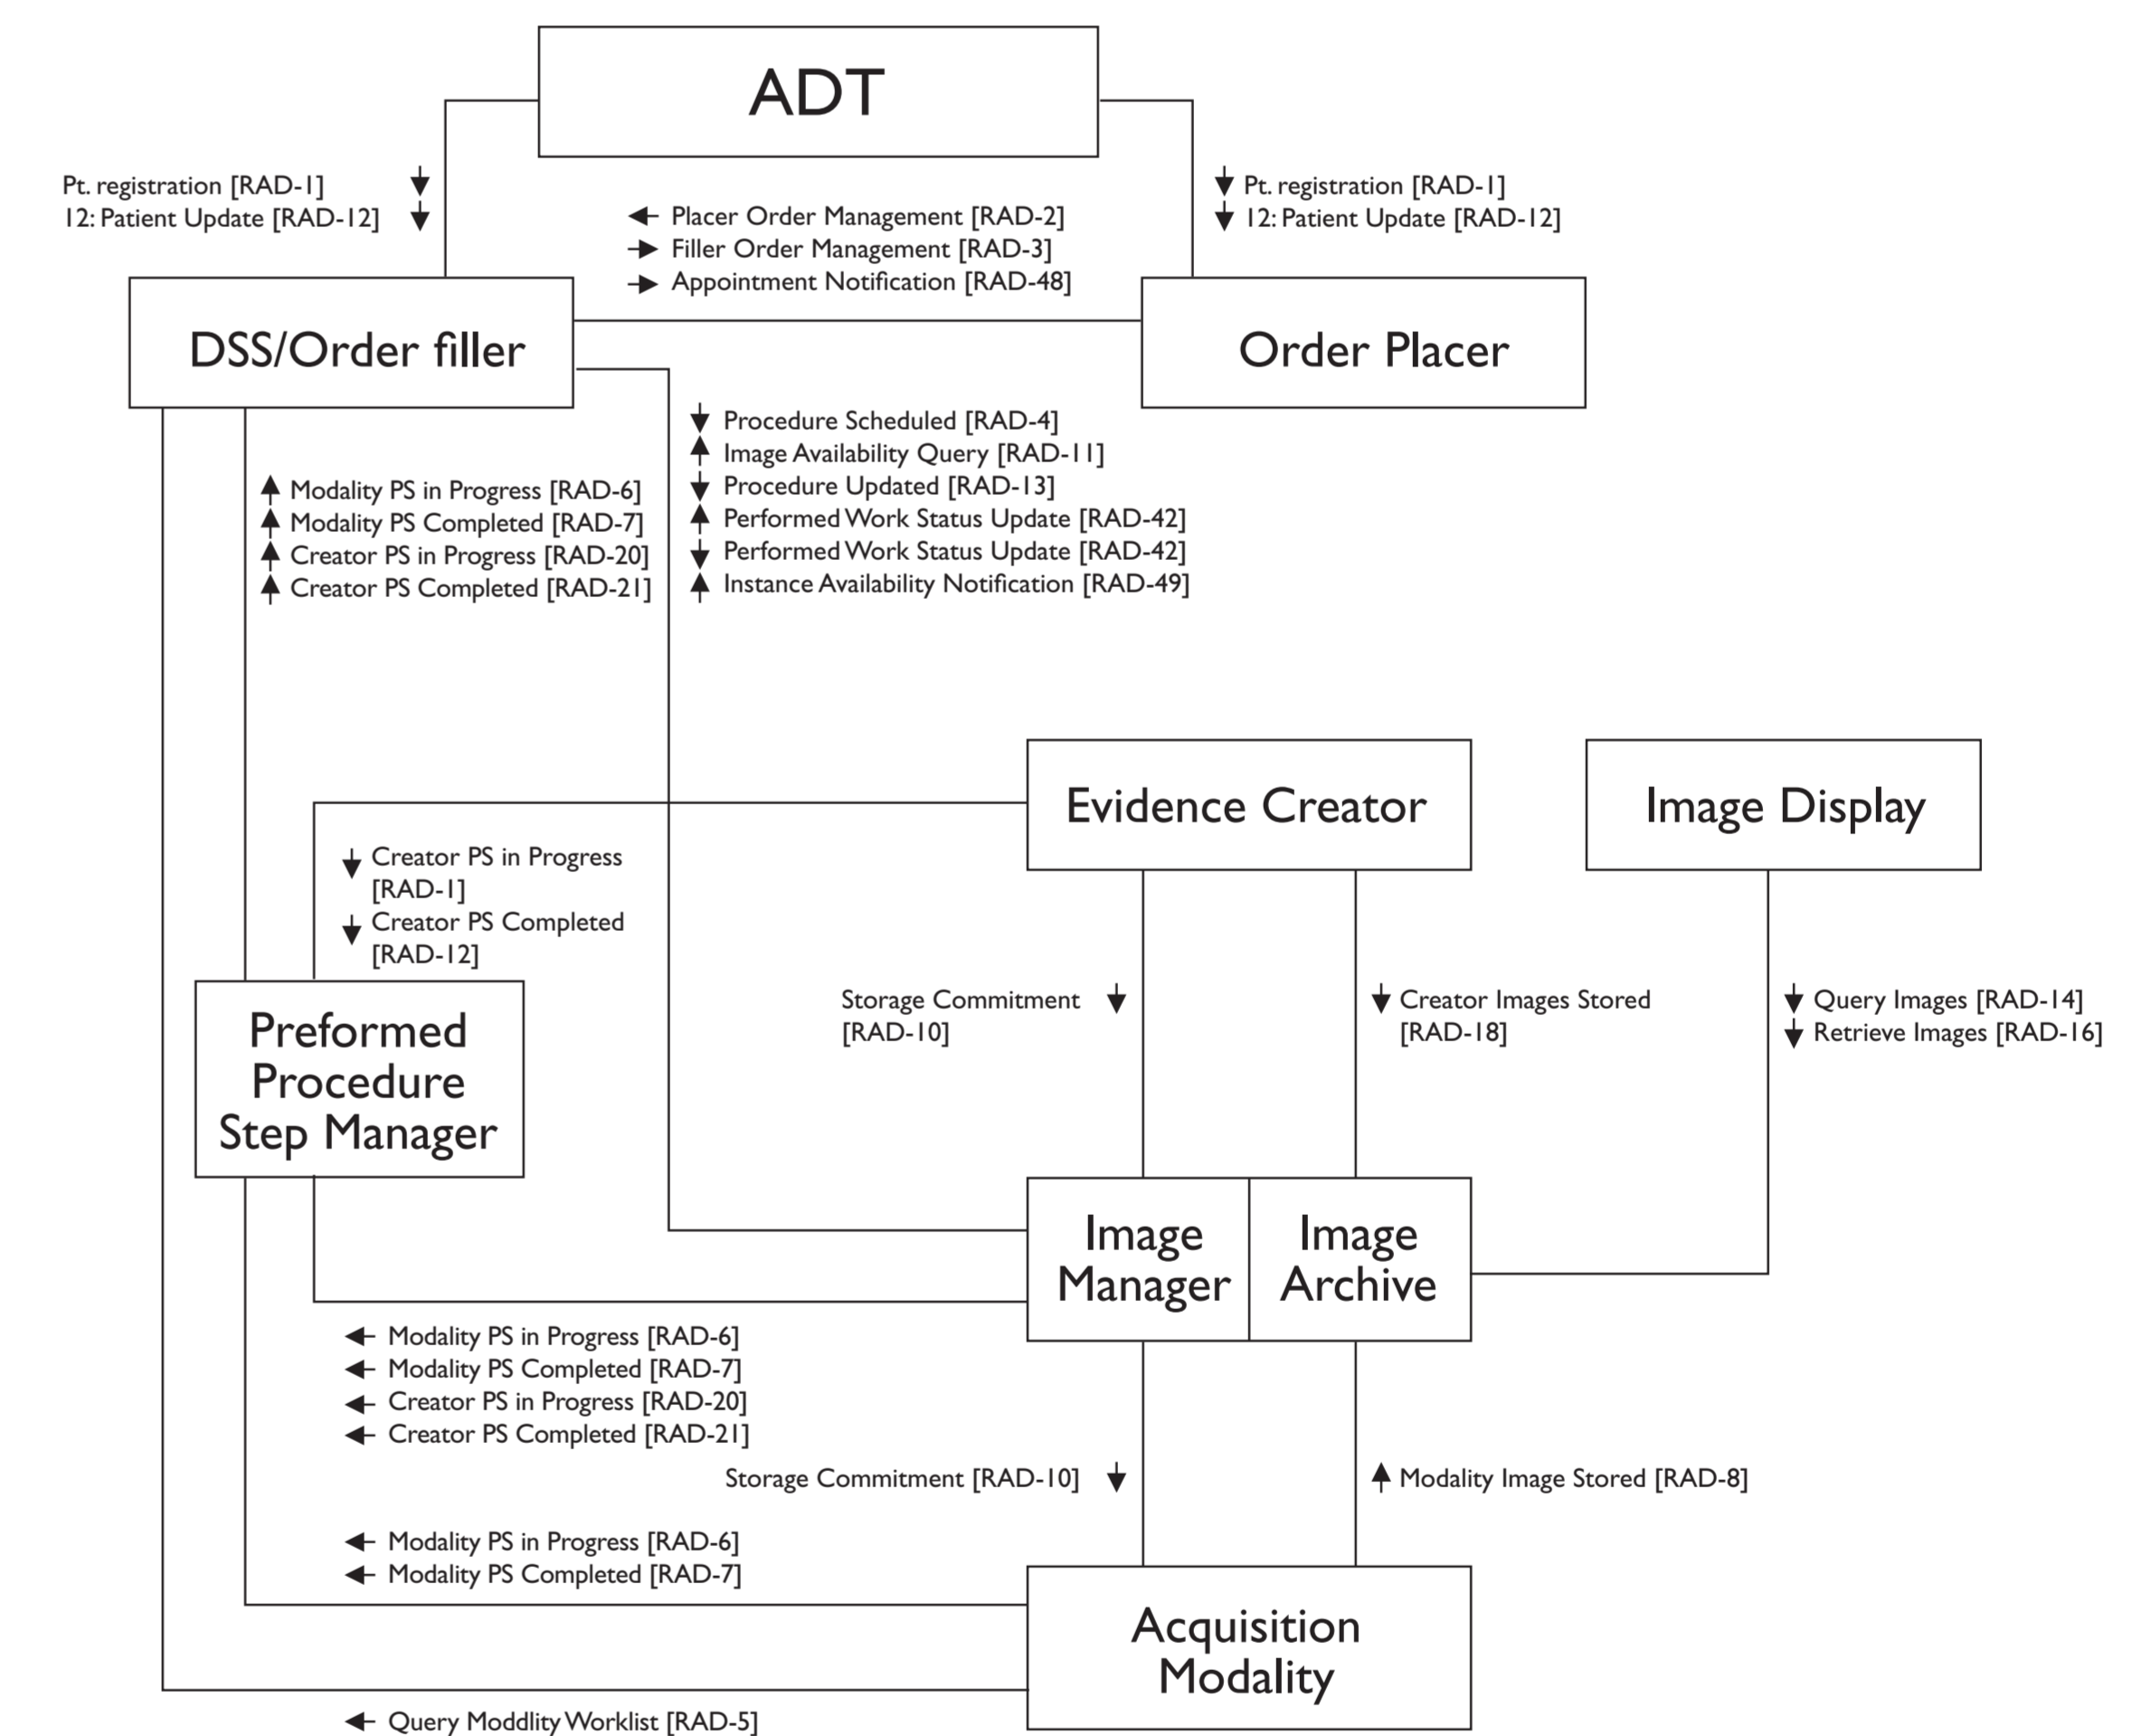 ADT
Pt. registration [RAD-1]
12: Patient Update [RAD-12]
Placer Order Management [RAD-2]
Filler Order Management [RAD-3]
Appointment Notification [RAD-48]
Pt. registration [RAD-1]
12: Patient Update [RAD-12]
DSS/Order filler
Order Placer
Modality PS in Progress [RAD-6]
Modality PS Completed [RAD-7]
Creator PS in Progress [RAD-20]
Creator PS Completed [RAD-21]
Procedure Scheduled [RAD-4]
Image Availability Query [RAD-11]
Procedure Updated [RAD-13]
Performed Work Status Update [RAD-42]
Performed Work Status Update [RAD-42]
Instance Availability Notification [RAD-49]
Evidence Creator
Image Display
Creator PS in Progress
[RAD-1]
Creator PS Completed
[RAD-12]
Preformed
Procedure
Step Manager
Storage Commitment
[RAD-10]
Creator Images Stored
[RAD-18]
Query Images [RAD-14]
Retrieve Images [RAD-16]
Image
Manager
Image
Archive
Modality PS in Progress [RAD-6]
Modality PS Completed [RAD-7]
Creator PS in Progress [RAD-20]
Creator PS Completed [RAD-21]
Storage Commitment [RAD-10]
Modality Image Stored [RAD-8]
Modality PS in Progress [RAD-6]
Modality PS Completed [RAD-7]
Acquisition
Modality
Query Moddlity Worklist [RAD-5]